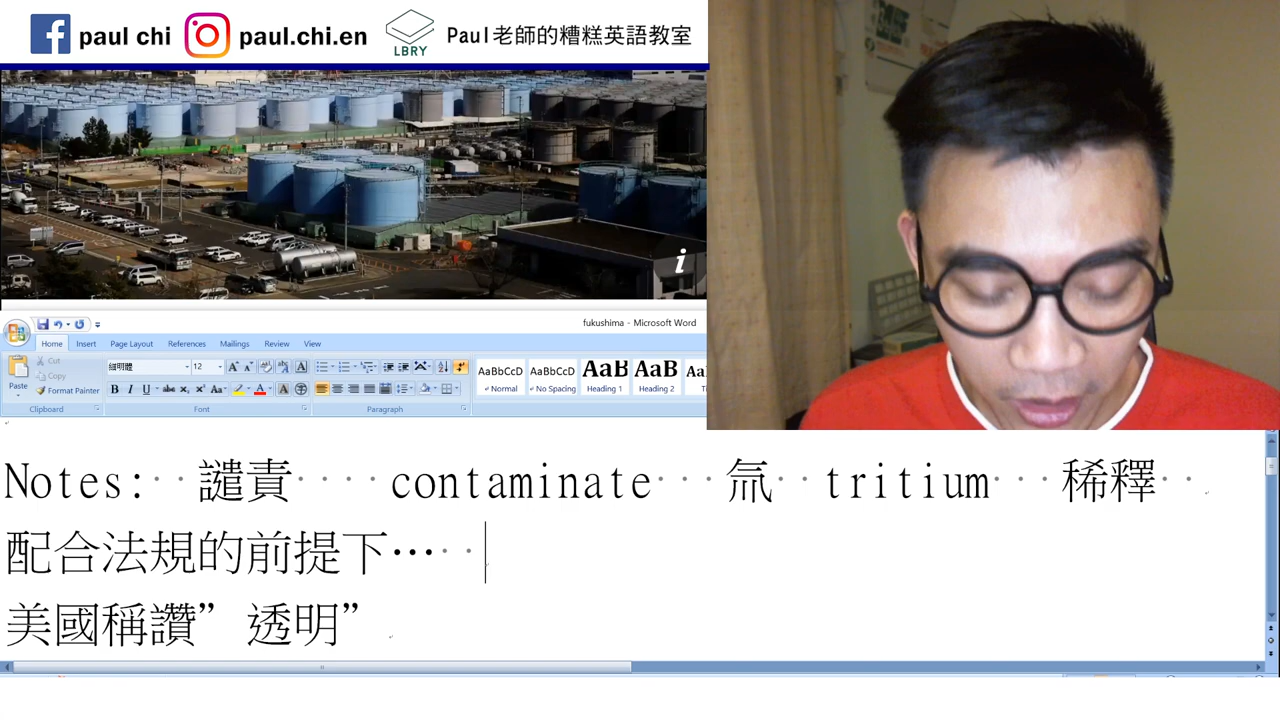 paul chi paul.chi.en LBRY Paul老師的糟糕英語教室
i
fukushima - Microsoft Word
Home Insert Page Layout References Mailings Review View
Paste Cut Copy Format Painter
細明體 12
AaBbCcD AaBbCcD AaB AaB Aa
Normal No Spacing Heading 1 Heading 2
Clipboard Font Paragraph
Notes: 譴責 contaminate 氚 tritium 稀釋
配合法規的前提下…
美國稱讚”透明”